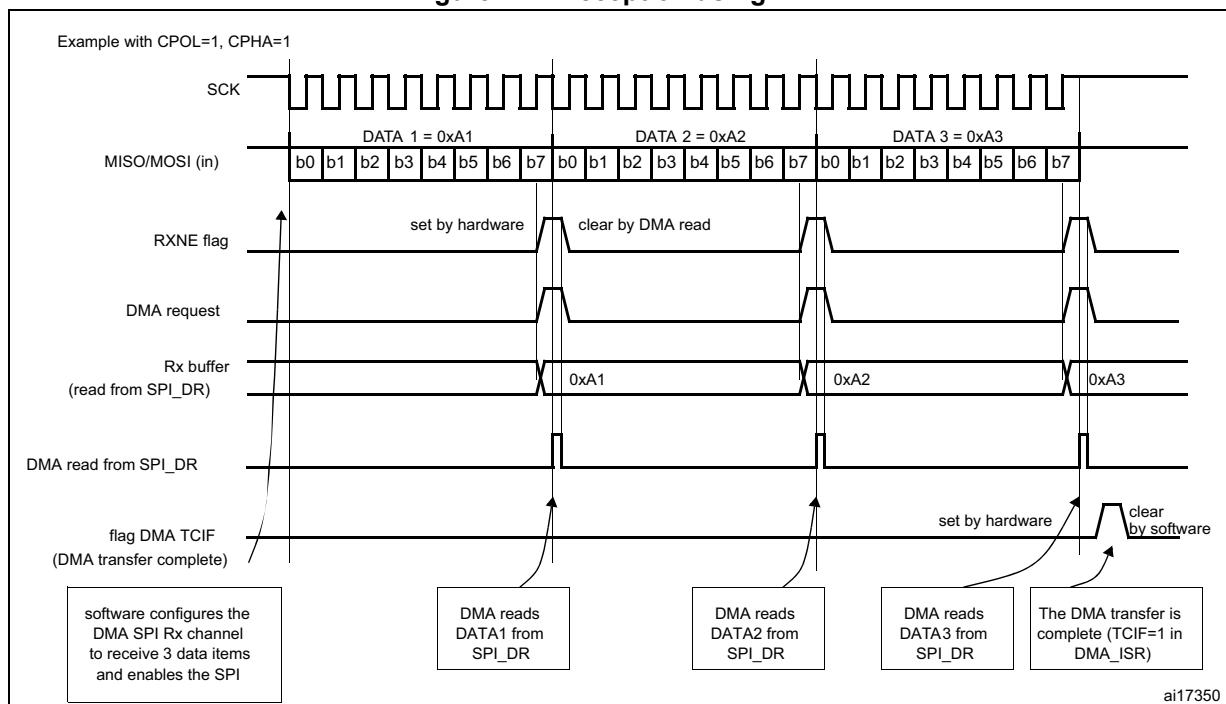 Example with CPOL=1, CPHA=1
SCK
DATA 1 = 0xA1
DATA 2 = 0xA2
DATA 3 = 0xA3
MISO/MOSI (in)
b0 b1 b2 b3 b4 b5 b6 b7 b0 b1 b2 b3 b4 b5 b6 b7 b0 b1 b2 b3 b4 b5 b6 b7
set by hardware
clear by DMA read
RXNE flag
DMA request
Rx buffer
(read from SPI_DR)
0xA1
0xA2
0xA3
DMA read from SPI_DR
flag DMA TCIF
(DMA transfer complete)
set by hardware
clear
by software
software configures the
DMA SPI Rx channel
to receive 3 data items
and enables the SPI
DMA reads
DATA1 from
SPI_DR
DMA reads
DATA2 from
SPI_DR
DMA reads
DATA3 from
SPI_DR
The DMA transfer is
complete (TCIF=1 in
DMA_ISR)
ai17350